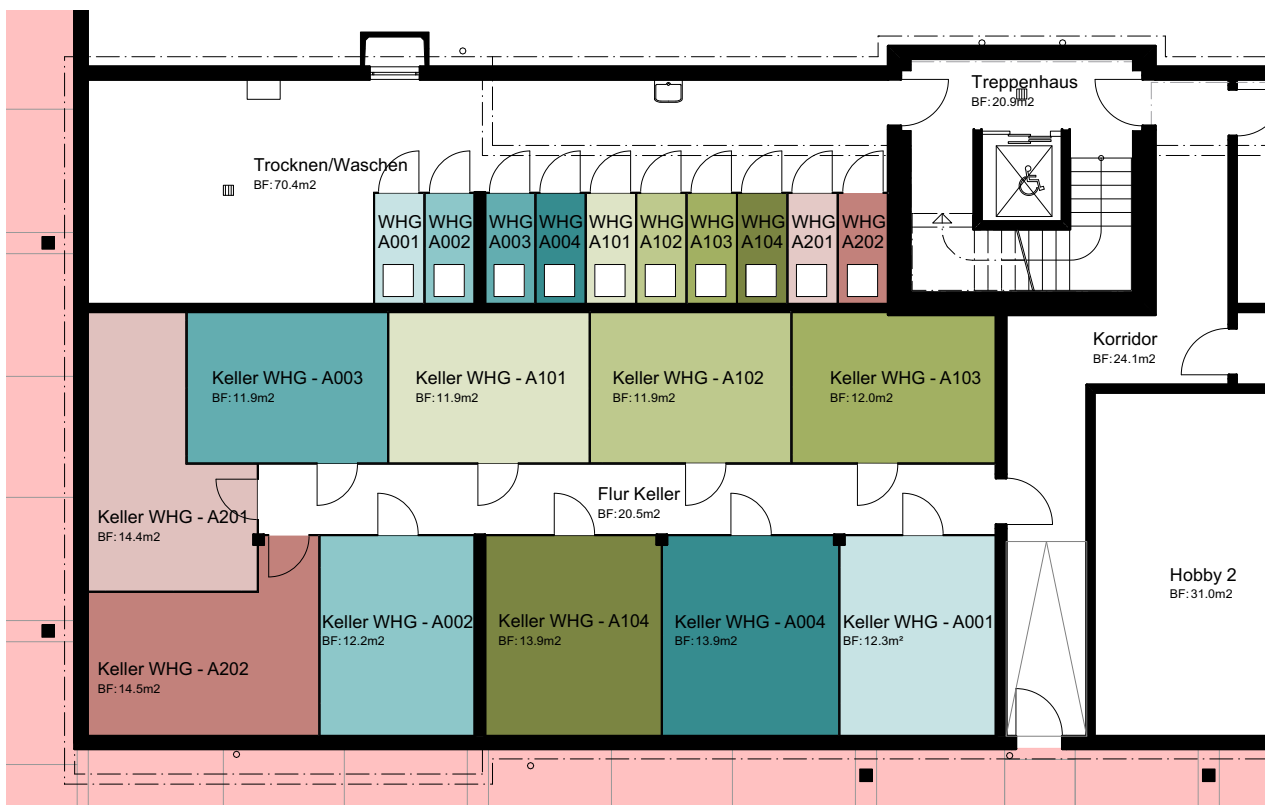 Treppenhaus
BF: 20.9m2
Trocknen/Waschen
BF: 70.4m2
WHG
A001
WHG
A002
WHG
A003
WHG
A004
WHG
A101
WHG
A102
WHG
A103
WHG
A104
WHG
A201
WHG
A202
Korridor
BF: 24.1m2
Keller WHG - A003
BF: 11.9m2
Keller WHG - A101
BF: 11.9m2
Keller WHG - A102
BF: 11.9m2
Keller WHG - A103
BF: 12.0m2
Flur Keller
BF: 20.5m2
Keller WHG - A201
BF: 14.4m2
Hobby 2
BF: 31.0m2
Keller WHG - A002
BF: 12.2m2
Keller WHG - A104
BF: 13.9m2
Keller WHG - A004
BF: 13.9m2
Keller WHG - A001
BF: 12.3m²
Keller WHG - A202
BF: 14.5m2